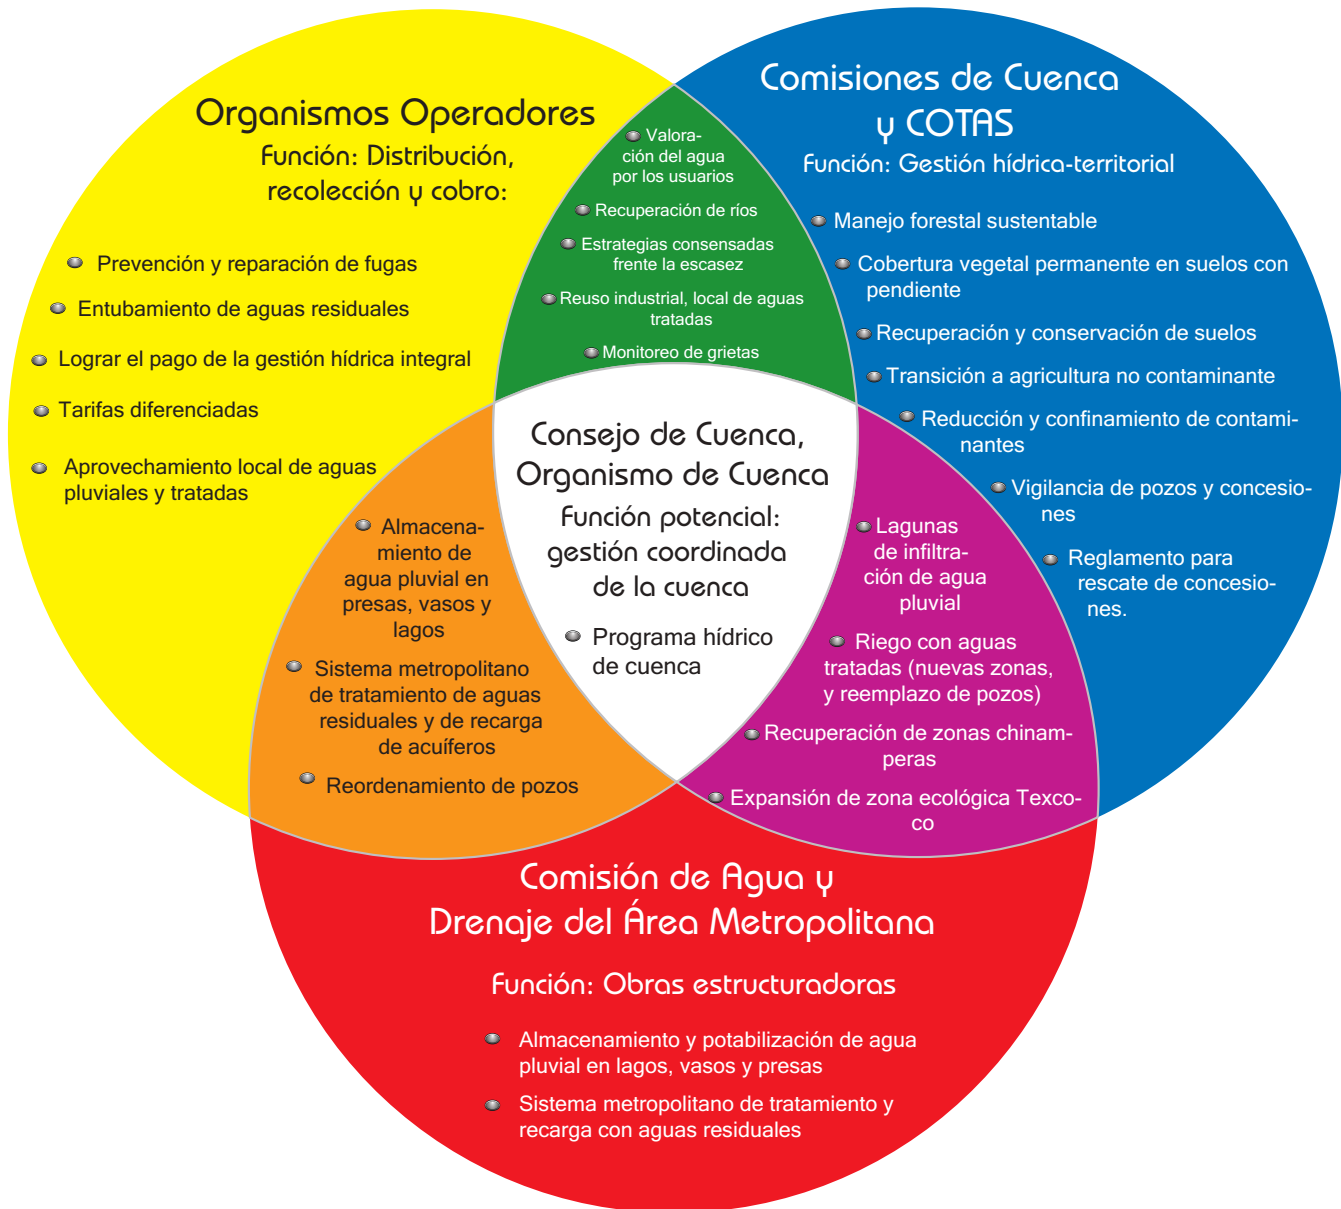 Organismos Operadores
Función: Distribución,
recolección y cobro:
Prevención y reparación de fugas
Entubamiento de aguas residuales
Lograr el pago de la gestión hídrica integral
Tarifas diferenciadas
Aprovechamiento local de aguas
pluviales y tratadas
Valora-
ción del agua
por los usuarios
Recuperación de ríos
Estrategias consensadas
frente la escasez
Reuso industrial, local de aguas
tratadas
Monitoreo de grietas
Comisiones de Cuenca
y COTAS
Función: Gestión hídrica-territorial
Manejo forestal sustentable
Cobertura vegetal permanente en suelos con
pendiente
Recuperación y conservación de suelos
Transición a agricultura no contaminante
Reducción y confinamiento de contami-
nantes
Vigilancia de pozos y concesio-
nes
Reglamento para
rescate de concesio-
nes.
Consejo de Cuenca,
Organismo de Cuenca
Función potencial:
gestión coordinada
de la cuenca
Programa hídrico
de cuenca
Almacena-
miento de
agua pluvial en
presas, vasos y
lagos
Sistema metropolitano
de tratamiento de aguas
residuales y de recarga
de acuíferos
Reordenamiento de pozos
Lagunas
de infiltra-
ción de agua
pluvial
Riego con aguas
tratadas (nuevas zonas,
y reemplazo de pozos)
Recuperación de zonas chinam-
peras
Expansión de zona ecológica Texco-
co
Comisión de Agua y
Drenaje del Área Metropolitana
Función: Obras estructuradoras
Almacenamiento y potabilización de agua
pluvial en lagos, vasos y presas
Sistema metropolitano de tratamiento y
recarga con aguas residuales